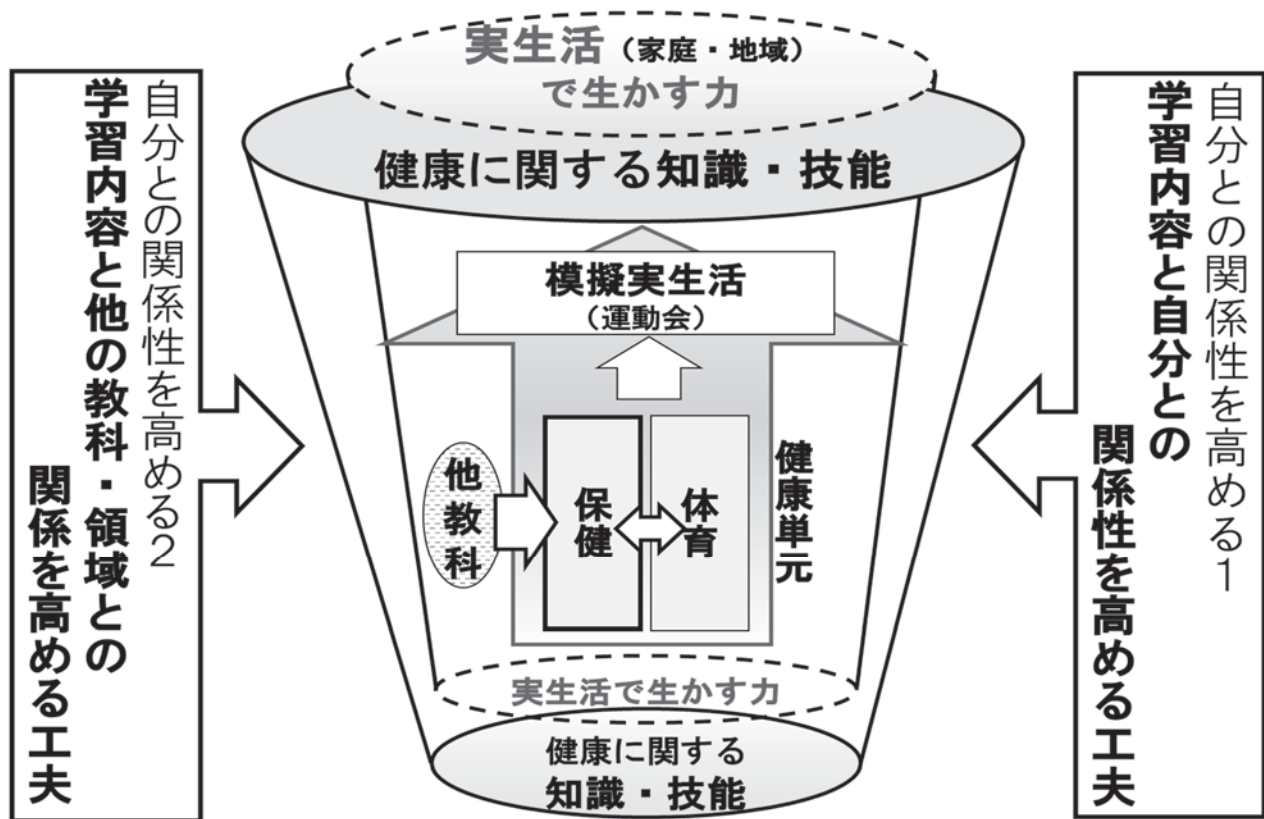 実生活（家庭・地域）
で生かす力
健康に関する知識・技能
模擬実生活
（運動会）
他教科
保健
体育
健康単元
実生活で生かす力
健康に関する
知識・技能
自分との関係性を高める１
学習内容と自分との
関係性を高める工夫
自分との関係性を高める２
学習内容と他の教科・領域との
関係を高める工夫